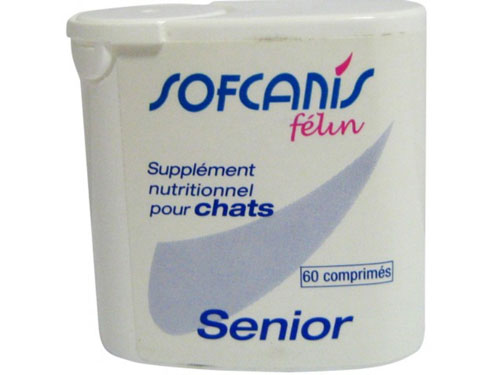 SOFCANIS
félin
Supplément
nutritionnel
pour chats
60 comprimés
Senior